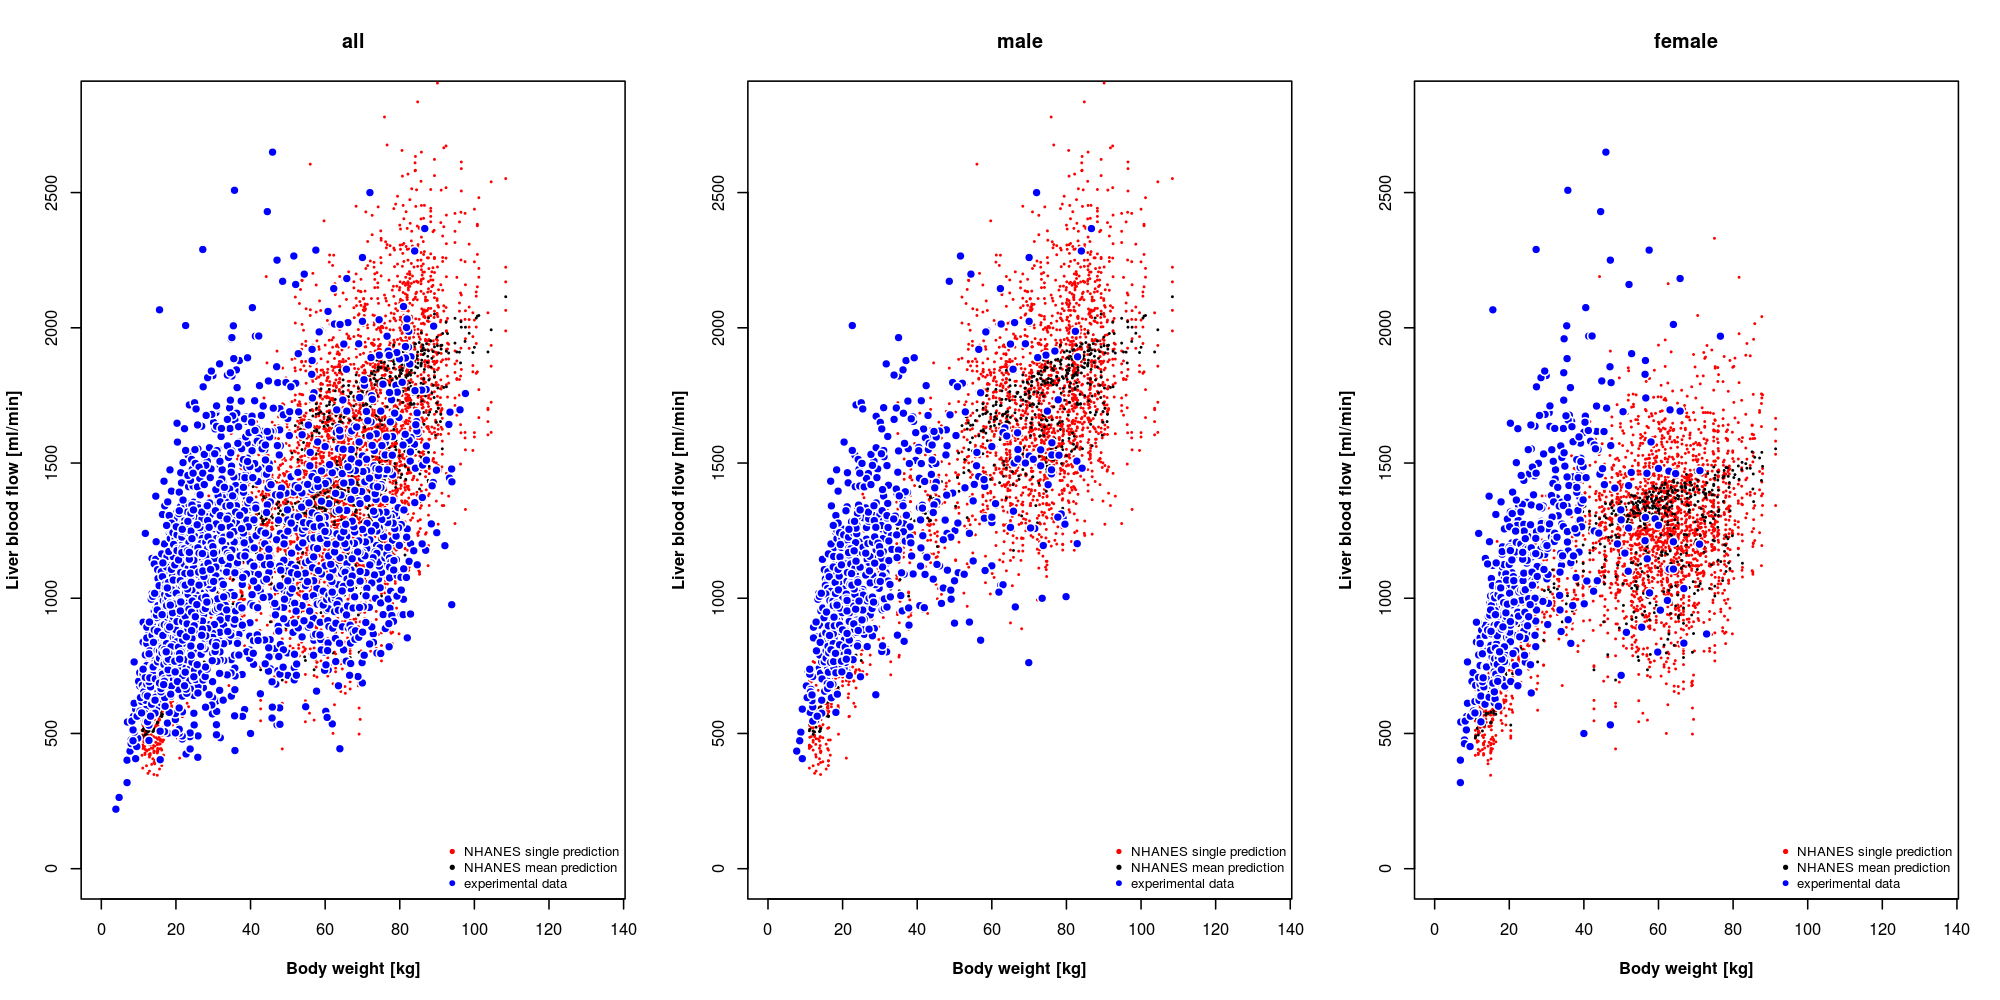 all
male
female
Liver blood flow [ml/min]
2500
2000
1500
1000
500
0
NHANES single prediction
NHANES mean prediction
experimental data
0 20 40 60 80 100 120 140
Body weight [kg]
Liver blood flow [ml/min]
2500
2000
1500
1000
500
0
NHANES single prediction
NHANES mean prediction
experimental data
0 20 40 60 80 100 120 140
Body weight [kg]
Liver blood flow [ml/min]
2500
2000
1500
1000
500
0
NHANES single prediction
NHANES mean prediction
experimental data
0 20 40 60 80 100 120 140
Body weight [kg]